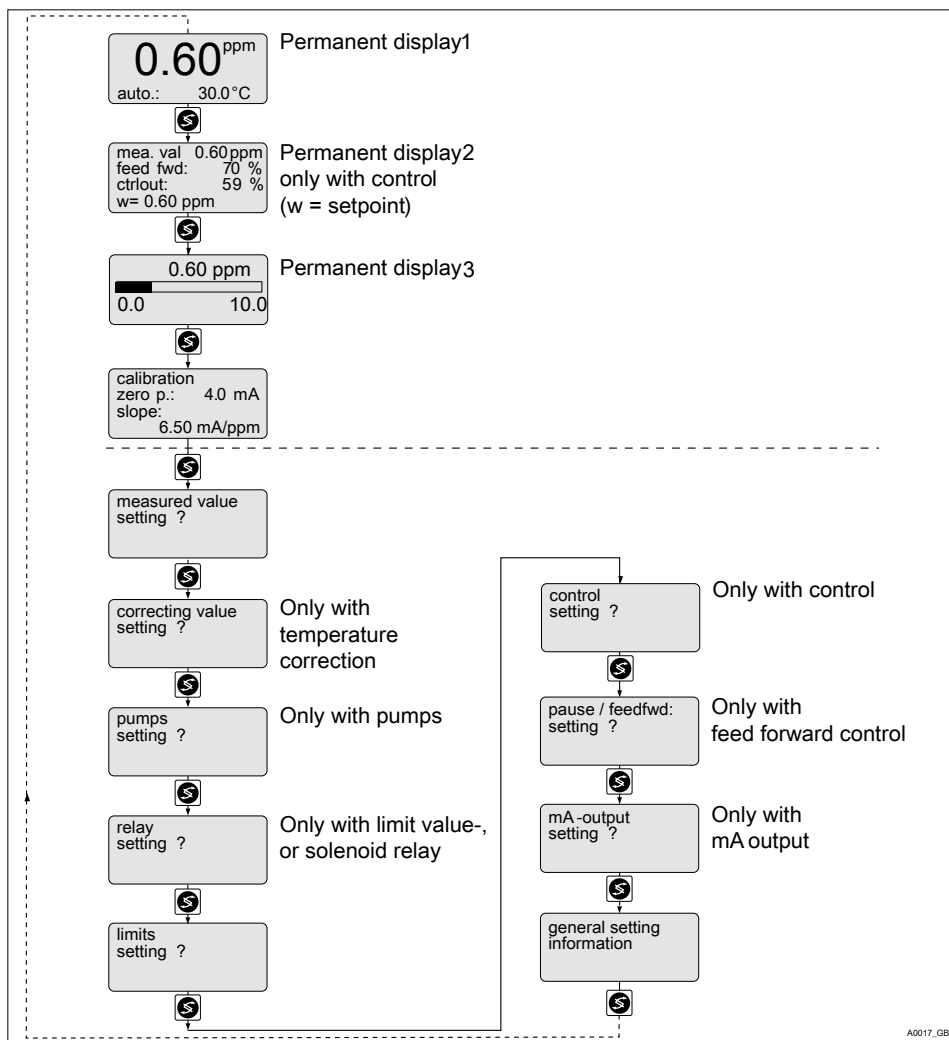 0.60 ppm
auto.: 30.0°C
Permanent display1
mea. val 0.60ppm
feed fwd: 70 %
ctrlout: 59 %
w= 0.60 ppm
Permanent display2
only with control
(w = setpoint)
0.60 ppm
0.0 10.0
Permanent display3
calibration
zero p.: 4.0 mA
slope:
6.50 mA/ppm
measured value
setting ?
correcting value
setting ?
Only with
temperature
correction
pumps
setting ?
Only with pumps
relay
setting ?
Only with limit value-,
or solenoid relay
limits
setting ?
control
setting ?
Only with control
pause / feedfwd:
setting ?
Only with
feed forward control
mA-output
setting ?
Only with
mA output
general setting
information
A0017_GB